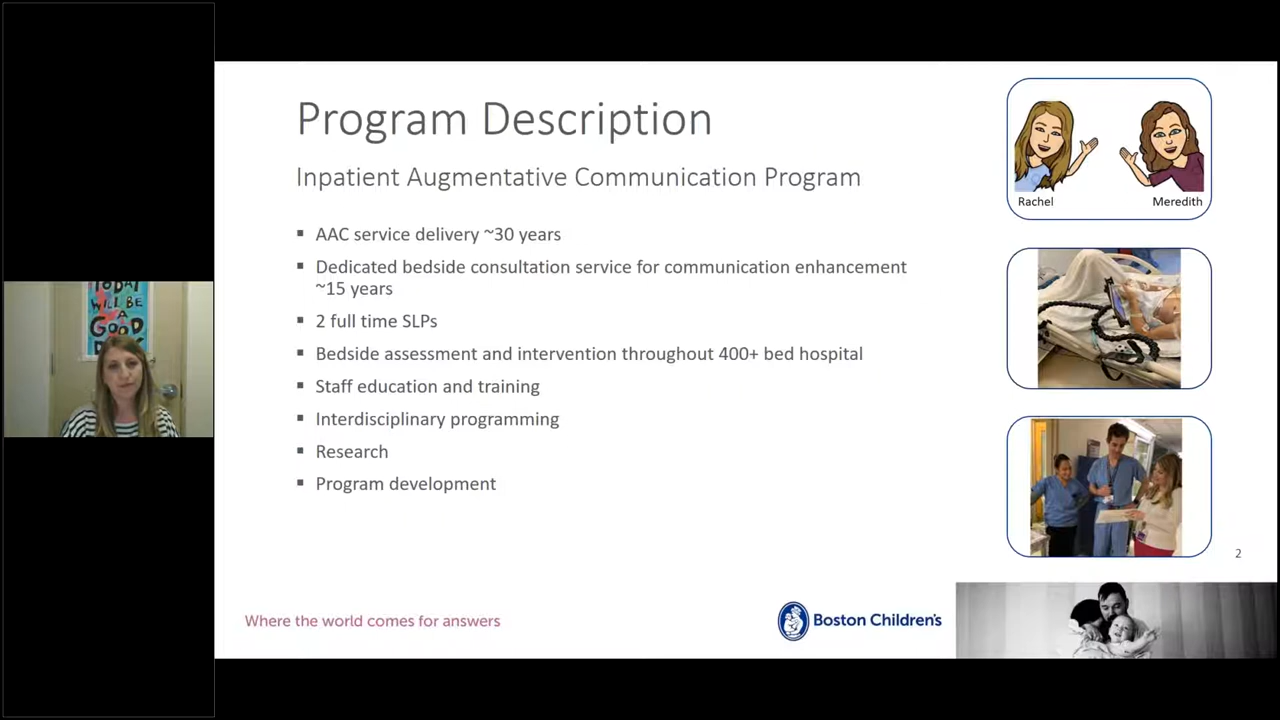 Program Description
Inpatient Augmentative Communication Program
▪ AAC service delivery ~30 years
▪ Dedicated bedside consultation service for communication enhancement
~15 years
▪ 2 full time SLPs
▪ Bedside assessment and intervention throughout 400+ bed hospital
▪ Staff education and training
▪ Interdisciplinary programming
▪ Research
▪ Program development
Rachel
Meredith
TODAY
WILL BE
A
GOOD
2
Where the world comes for answers
Boston Children's